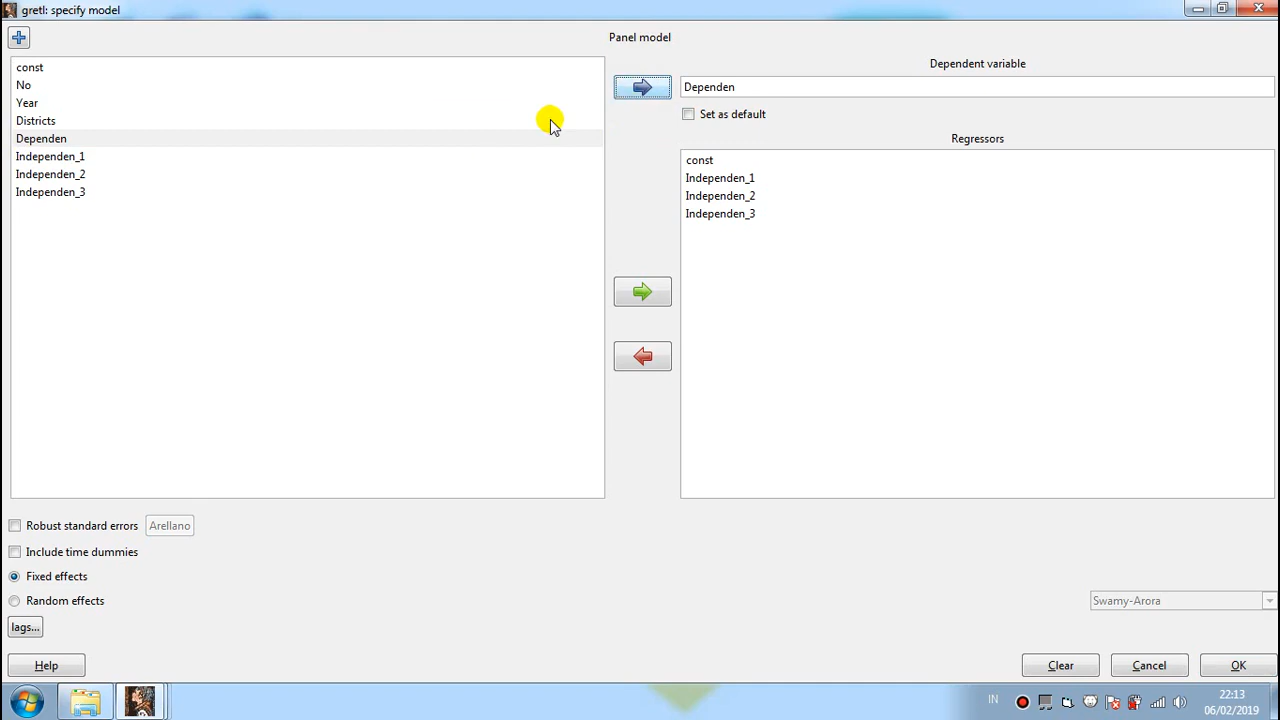 gretl: specify model
Panel model
const
No
Year
Districts
Dependen
Independen_1
Independen_2
Independen_3
Dependent variable
Dependen
Set as default
Regressors
const
Independen_1
Independen_2
Independen_3
Robust standard errors
Arellano
Include time dummies
Fixed effects
Random effects
Swamy-Arora
lags...
Help
Clear
Cancel
OK
IN
22:13
06/02/2019